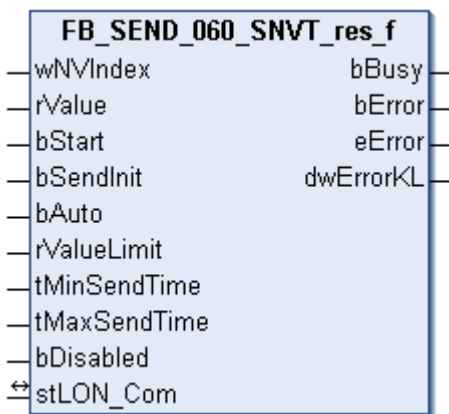 FB_SEND_060_SNVT_res_f
wNVIndex bBusy
rValue bError
bStart eError
bSendInit dwErrorKL
bAuto
rValueLimit
tMinSendTime
tMaxSendTime
bDisabled
stLON_Com